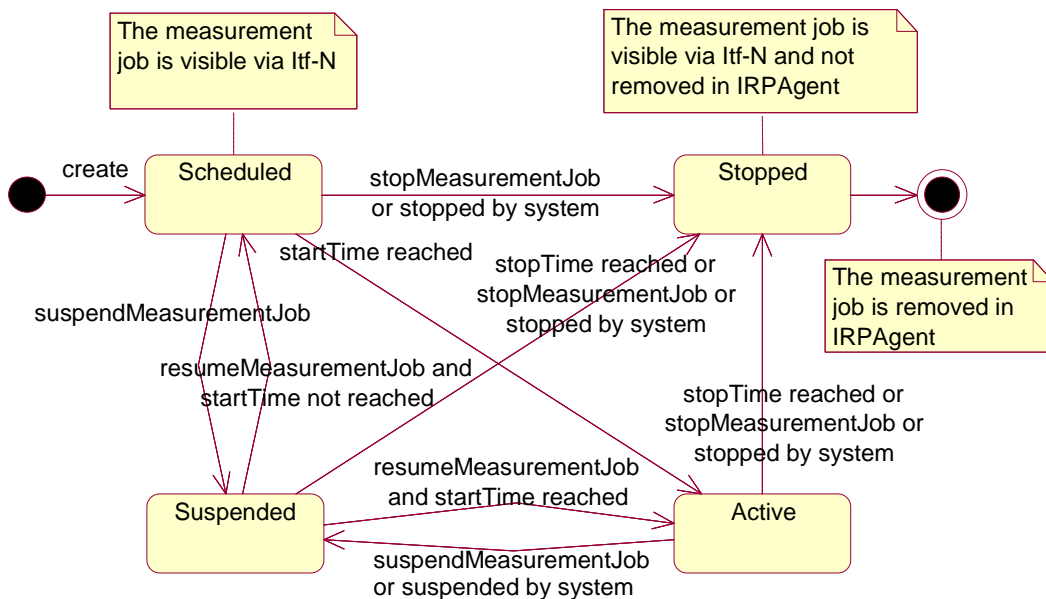 The measurement
job is visible via Itf-N
The measurement job is
visible via Itf-N and not
removed in IRPAgent
create
Scheduled
stopMeasurementJob
or stopped by system
Stopped
startTime reached
stopTime reached or
stopMeasurementJob or
stopped by system
The measurement
job is removed in
IRPAgent
suspendMeasurementJob
resumeMeasurementJob and
startTime not reached
stopTime reached or
stopMeasurementJob or
stopped by system
resumeMeasurementJob
and startTime reached
Suspended
Active
suspendMeasurementJob
or suspended by system